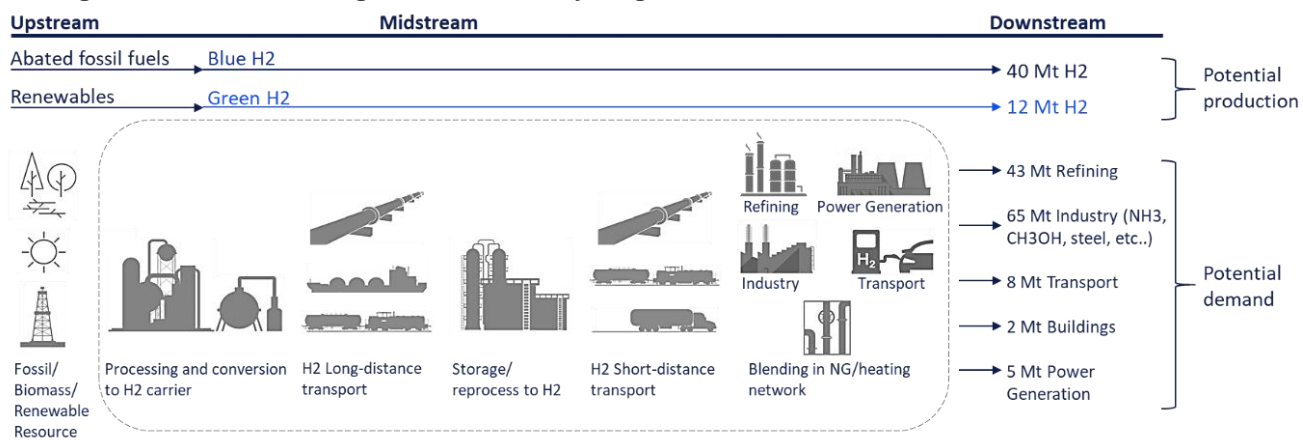 Upstream
Midstream
Downstream
Abated fossil fuels
Blue H2
40 Mt H2
Renewables
Green H2
12 Mt H2
Potential
production
43 Mt Refining
65 Mt Industry (NH3,
CH3OH, steel, etc..)
8 Mt Transport
2 Mt Buildings
5 Mt Power
Generation
Potential
demand
Refining
Power Generation
H2
Industry
Transport
Fossil/
Biomass/
Renewable
Resource
Processing and conversion
to H2 carrier
H2 Long-distance
transport
Storage/
reprocess to H2
H2 Short-distance
transport
Blending in NG/heating
network